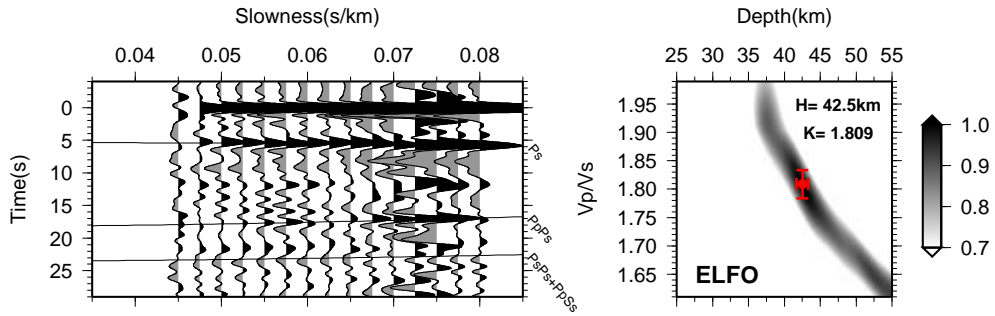 Slowness(s/km)
0.04 0.05 0.06 0.07 0.08
Time(s)
0
5
10
15
20
25
Ps
PpPs
PsPs+PpSs
Depth(km)
25 30 35 40 45 50 55
Vp/Vs
1.95
1.90
1.85
1.80
1.75
1.70
1.65
H= 42.5km
K= 1.809
ELFO
1.0
0.9
0.8
0.7